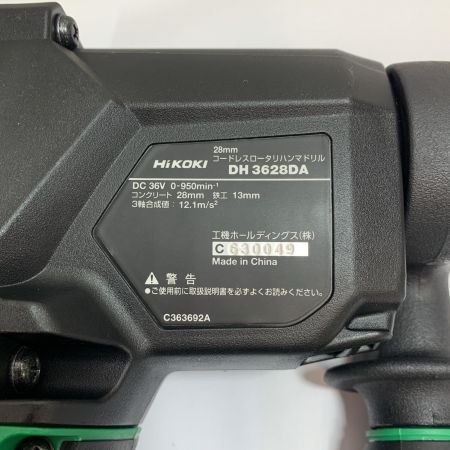 28mm
HiKOKI コードレスロータリハンマドリル
DH 3628DA
DC 36V 0-950min⁻¹
コンクリート 28mm 鉄工 13mm
3軸合成値: 12.1m/s²
工機ホールディングス(株)
C 630049
Made in China
⚠ 警告
●ご使用前に取扱説明書を必ずよくお読みください。
C363692A